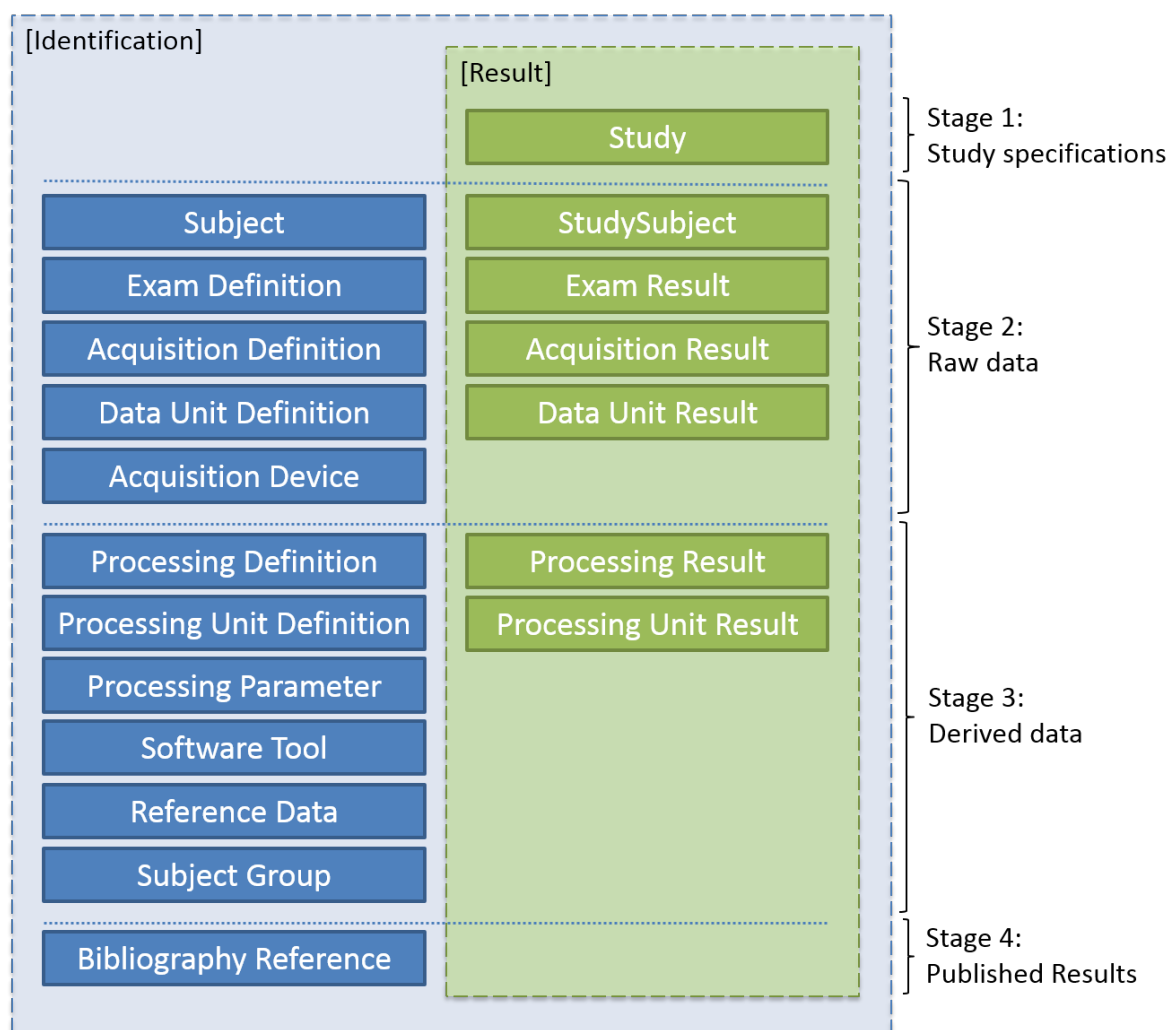 [Identification]
[Result]
Study
Stage 1:
Study specifications
Subject
StudySubject
Exam Definition
Exam Result
Acquisition Definition
Acquisition Result
Data Unit Definition
Data Unit Result
Acquisition Device
Stage 2:
Raw data
Processing Definition
Processing Result
Processing Unit Definition
Processing Unit Result
Processing Parameter
Software Tool
Reference Data
Subject Group
Stage 3:
Derived data
Bibliography Reference
Stage 4:
Published Results